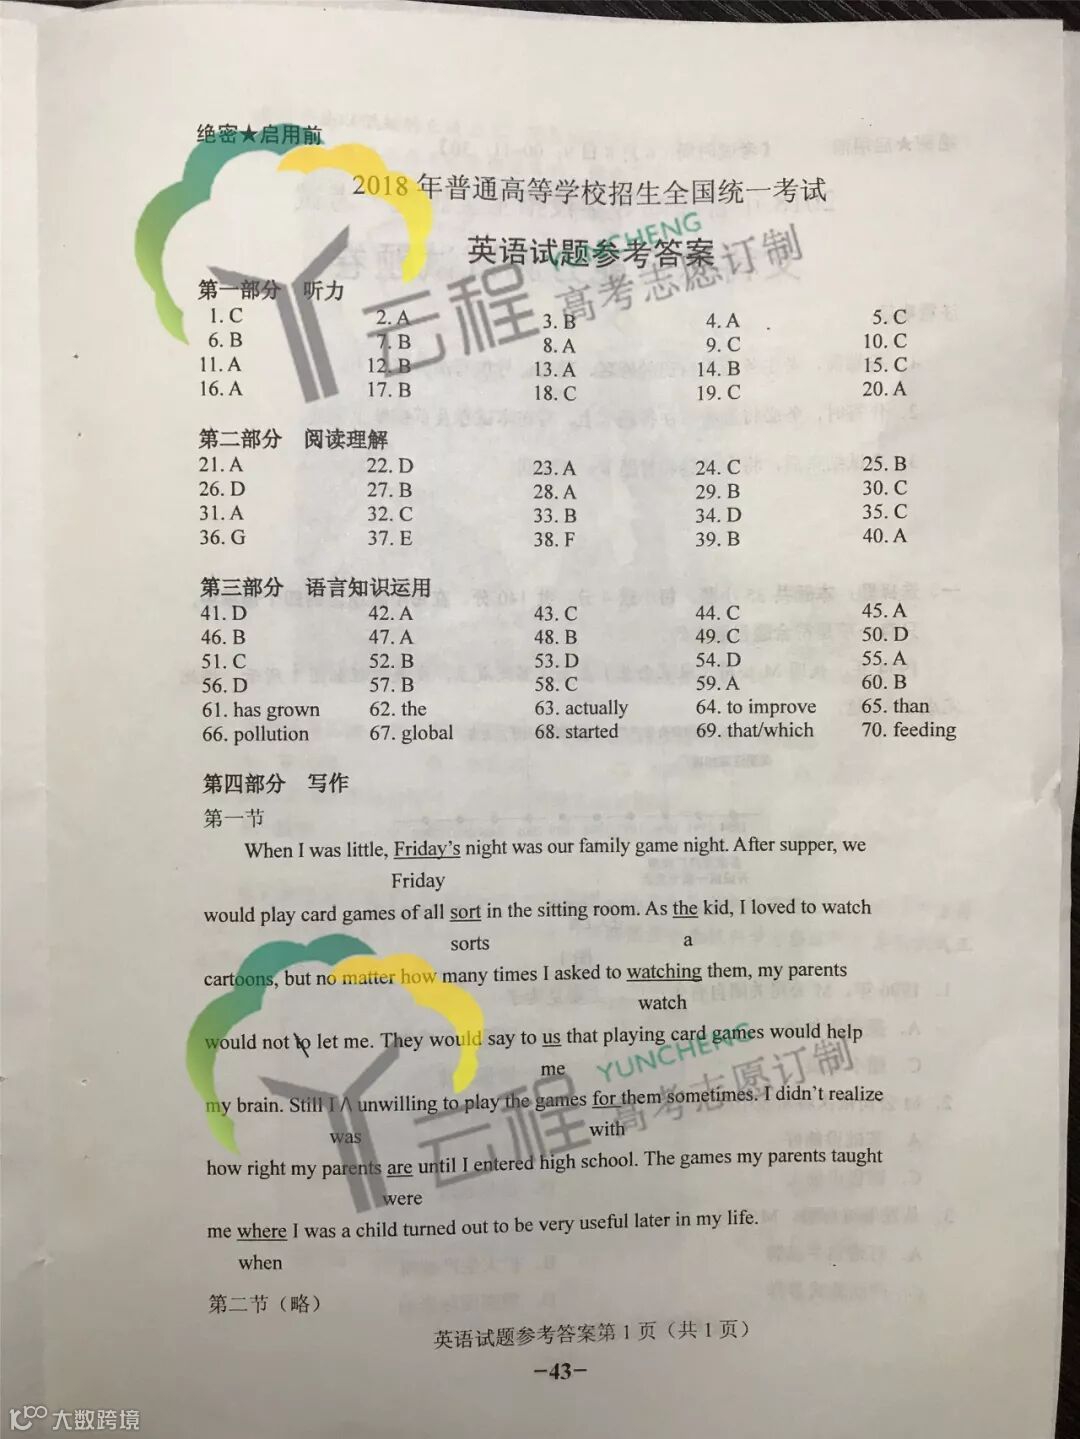 绝密★启用前
2018年普通高等学校招生全国统一考试
英语试题参考答案
YUNCHENG
云程
高考志愿订制
第一部分 听力
1. C 2. A 3. B 4. A 5. C
6. B 7. B 8. A 9. C 10. C
11. A 12. B 13. A 14. B 15. C
16. A 17. B 18. C 19. C 20. A
第二部分 阅读理解
21. A 22. D 23. A 24. C 25. B
26. D 27. B 28. A 29. B 30. C
31. A 32. C 33. B 34. D 35. C
36. G 37. E 38. F 39. B 40. A
第三部分 语言知识运用
41. D 42. A 43. C 44. C 45. A
46. B 47. A 48. B 49. C 50. D
51. C 52. B 53. D 54. D 55. A
56. D 57. B 58. C 59. A 60. B
61. has grown 62. the 63. actually 64. to improve 65. than
66. pollution 67. global 68. started 69. that/which 70. feeding
第四部分 写作
第一节
When I was little, Friday's night was our family game night. After supper, we
Friday
would play card games of all sort in the sitting room. As the kid, I loved to watch
sorts a
cartoons, but no matter how many times I asked to watching them, my parents
watch
would not to let me. They would say to us that playing card games would help
me
my brain. Still I ∧ unwilling to play the games for them sometimes. I didn't realize
was with
how right my parents are until I entered high school. The games my parents taught
were
me where I was a child turned out to be very useful later in my life.
when
YUNCHENG
云程
高考志愿订制
第二节（略）
英语试题参考答案第1页（共1页）
-43-
大数跨境